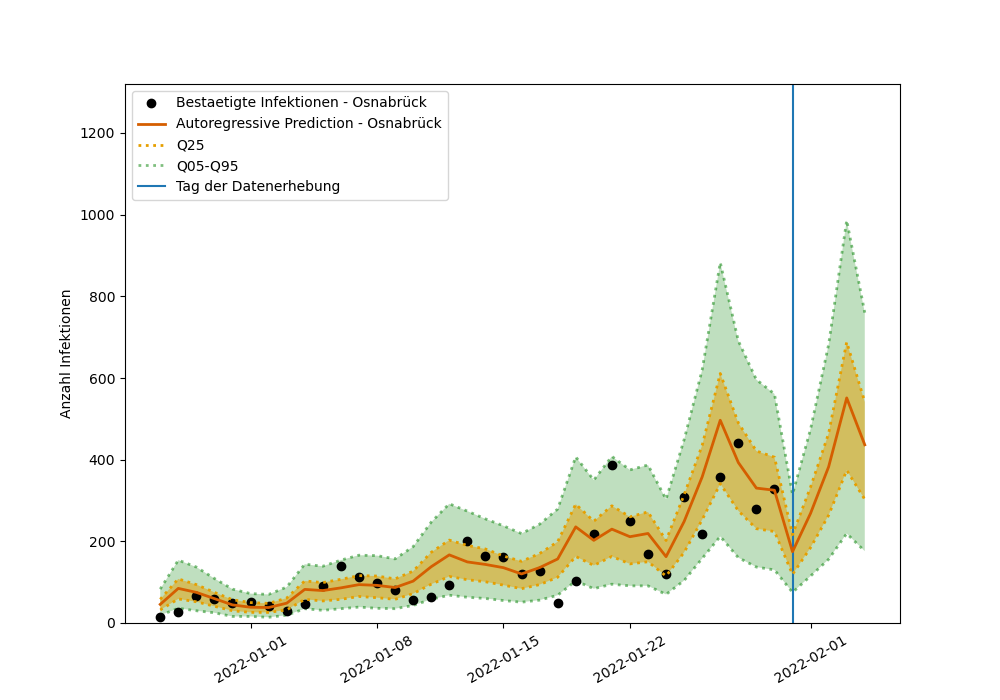 Bestaetigte Infektionen - Osnabrück
Autoregressive Prediction - Osnabrück
Q25
Q05-Q95
Tag der Datenerhebung
Anzahl Infektionen
1200
1000
800
600
400
200
0
2022-01-01
2022-01-08
2022-01-15
2022-01-22
2022-02-01